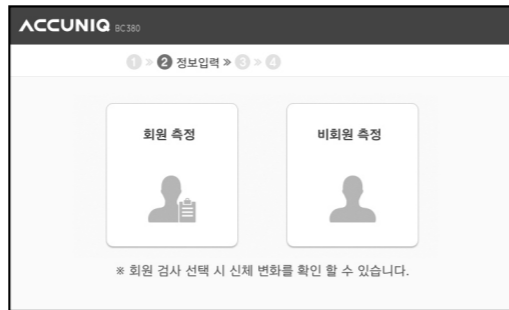 ACCUNIQ BC380
1 » 2 정보입력 » 3 » 4
회원 측정
비회원 측정
※ 회원 검사 선택 시 신체 변화를 확인 할 수 있습니다.